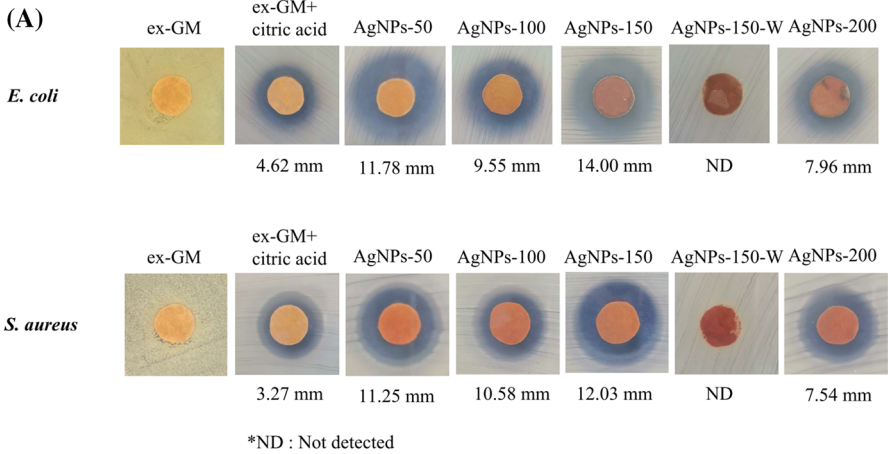 (A)
ex-GM
ex-GM+
citric acid
AgNPs-50
AgNPs-100
AgNPs-150
AgNPs-150-W
AgNPs-200
E. coli
4.62 mm
11.78 mm
9.55 mm
14.00 mm
ND
7.96 mm
ex-GM
ex-GM+
citric acid
AgNPs-50
AgNPs-100
AgNPs-150
AgNPs-150-W
AgNPs-200
S. aureus
3.27 mm
11.25 mm
10.58 mm
12.03 mm
ND
7.54 mm
*ND : Not detected